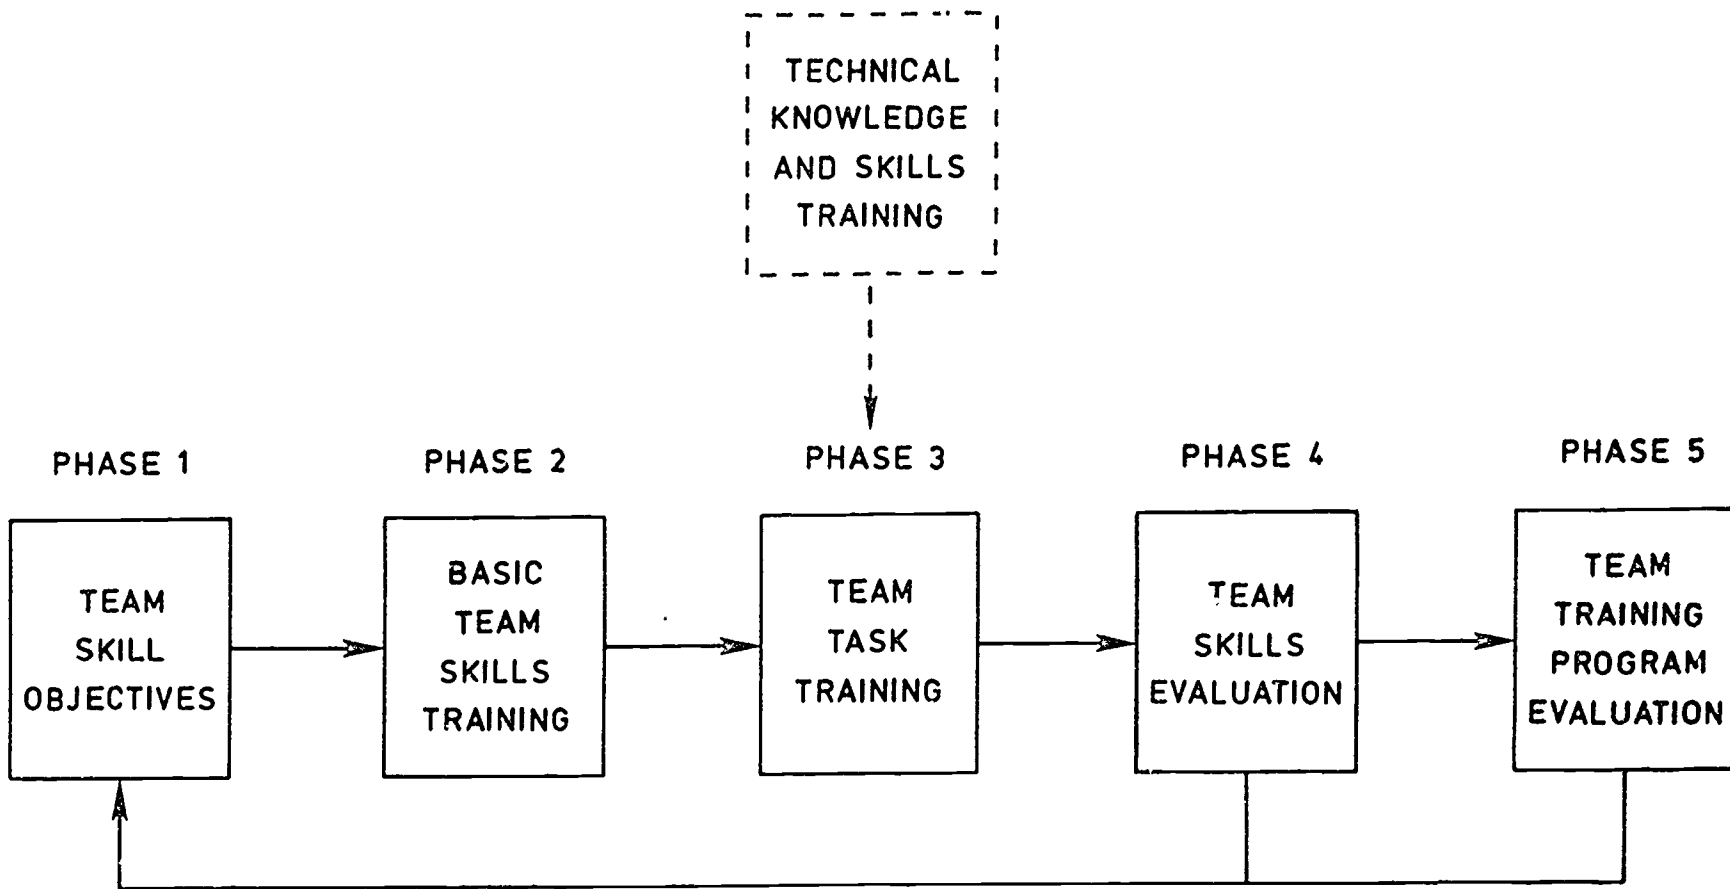 TECHNICAL
KNOWLEDGE
AND SKILLS
TRAINING
PHASE 1
PHASE 2
PHASE 3
PHASE 4
PHASE 5
TEAM
SKILL
OBJECTIVES
BASIC
TEAM
SKILLS
TRAINING
TEAM
TASK
TRAINING
TEAM
SKILLS
EVALUATION
TEAM
TRAINING
PROGRAM
EVALUATION